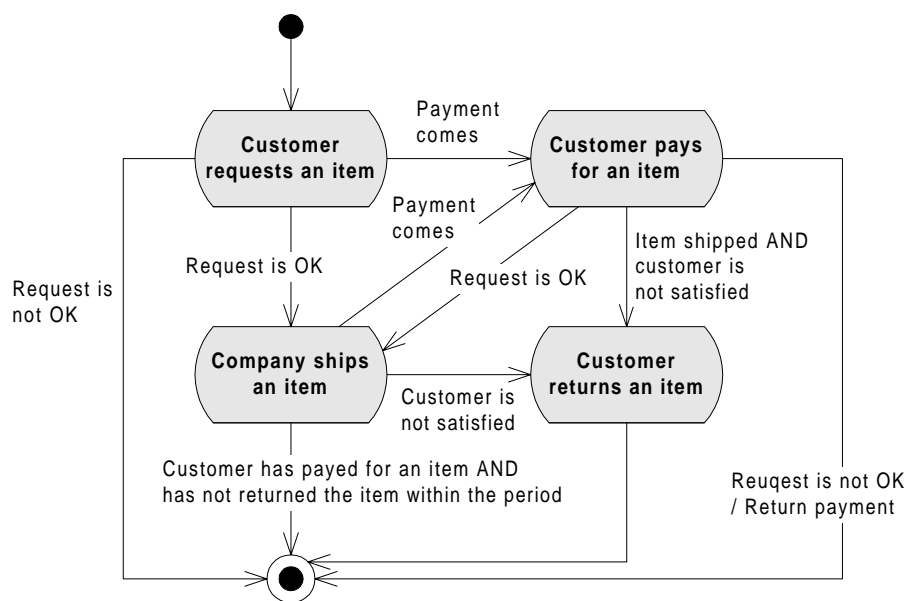 Payment
comes
Customer
requests an item
Customer pays
for an item
Payment
comes
Request is OK
Request is OK
Item shipped AND
customer is
not satisfied
Request is
not OK
Company ships
an item
Customer
returns an item
Customer is
not satisfied
Customer has payed for an item AND
has not returned the item within the period
Reuqest is not OK
/ Return payment